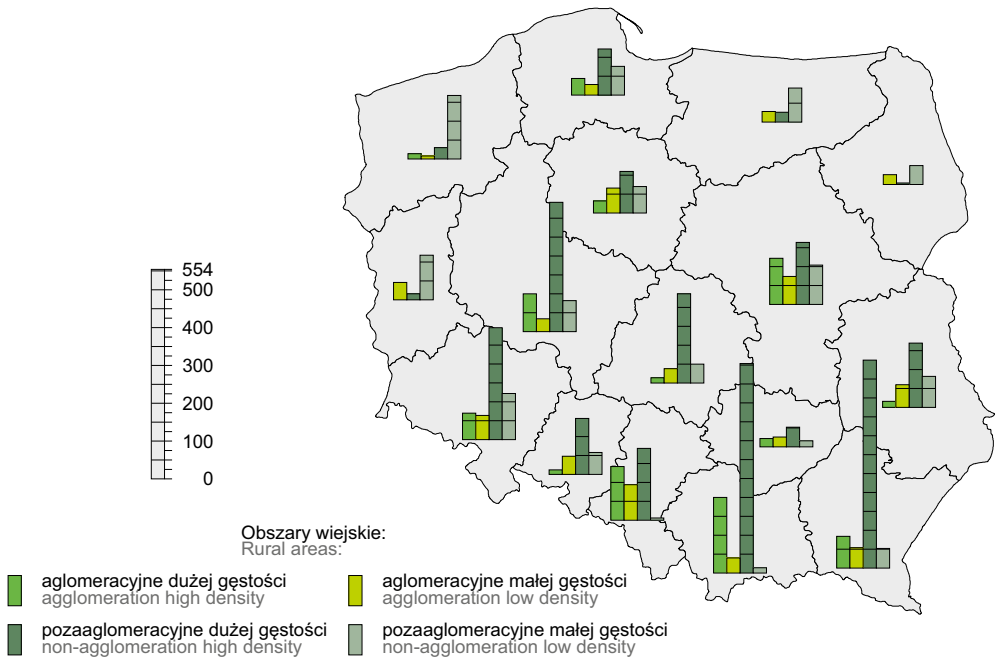 554
500
400
300
200
100
0
Obszary wiejskie:
Rural areas:
aglomeracyjne dużej gęstości
agglomeration high density
aglomeracyjne małej gęstości
agglomeration low density
pozaaglomeracyjne dużej gęstości
non-agglomeration high density
pozaaglomeracyjne małej gęstości
non-agglomeration low density